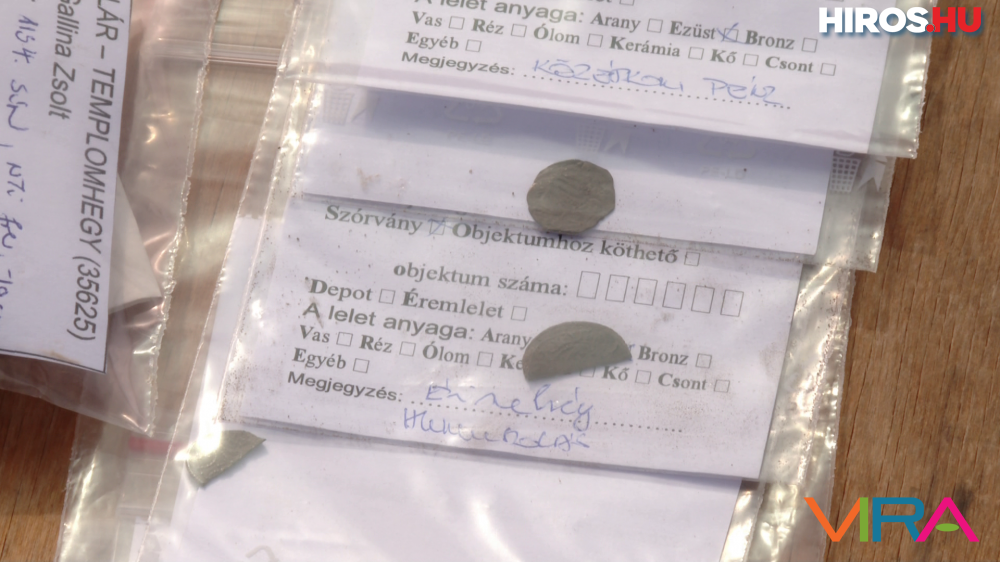 HIROS.HU
A lelet anyaga: Arany Ezüst Bronz
Vas Réz Ólom Kerámia Kő Csont
Egyéb
Megjegyzés: Középkori pénz
LÁR – TEMPLOMHEGY (35625)
Gallina Zsolt
Szórvány Objektumhoz köthető
objektum száma:
Depot Éremlelet
A lelet anyaga: Arany Bronz
Vas Réz Ólom Ke Kő Csont
Egyéb
Megjegyzés:
VIRA